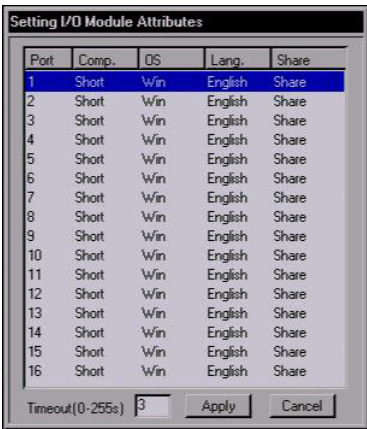 Setting I/O Module Attributes
Port Comp. OS Lang. Share
1 Short Win English Share
2 Short Win English Share
3 Short Win English Share
4 Short Win English Share
5 Short Win English Share
6 Short Win English Share
7 Short Win English Share
8 Short Win English Share
9 Short Win English Share
10 Short Win English Share
11 Short Win English Share
12 Short Win English Share
13 Short Win English Share
14 Short Win English Share
15 Short Win English Share
16 Short Win English Share
Timeout(0-255s) 3 Apply Cancel